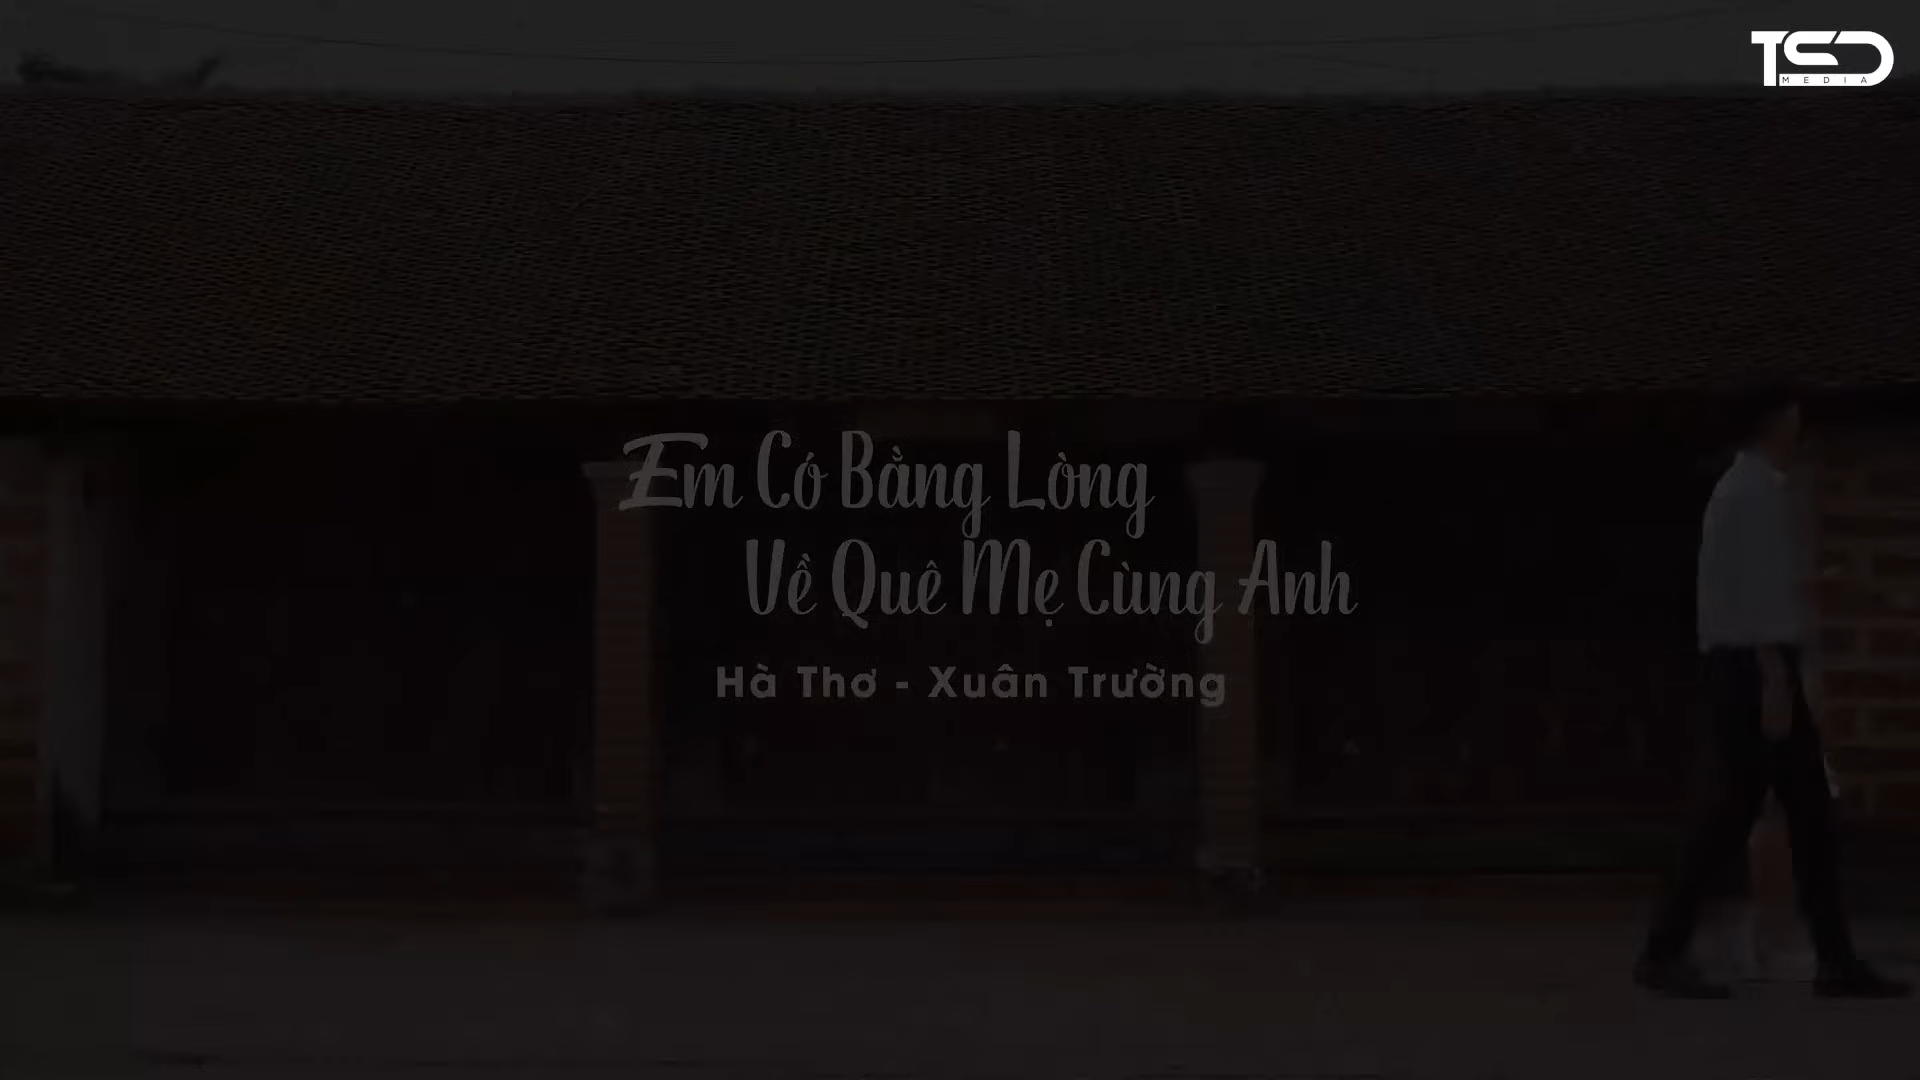 TSD
MEDIA
Em Có Bằng Lòng
Về Quê Mẹ Cùng Anh
Hà Thơ - Xuân Trường